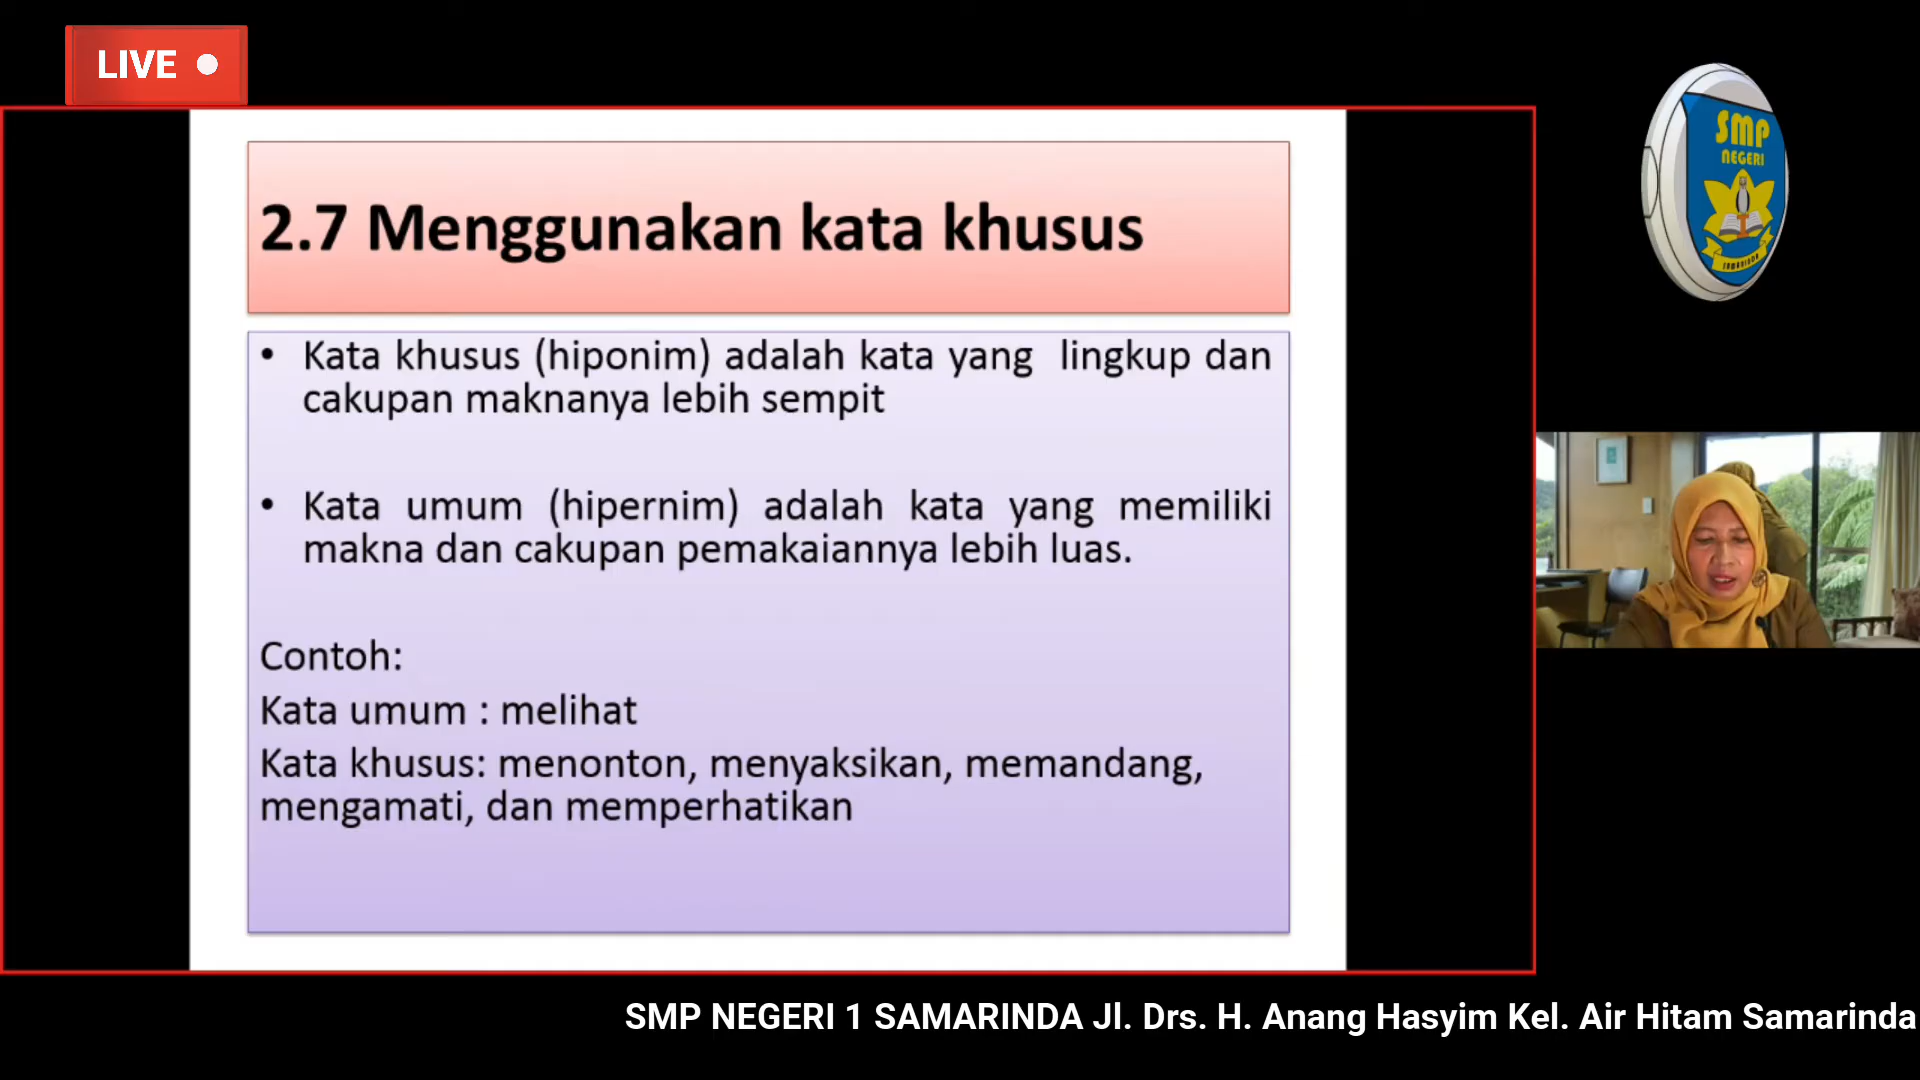 LIVE
SMP
NEGERI
SAMARINDA
2.7 Menggunakan kata khusus
• Kata khusus (hiponim) adalah kata yang lingkup dan
cakupan maknanya lebih sempit
• Kata umum (hipernim) adalah kata yang memiliki
makna dan cakupan pemakaiannya lebih luas.
Contoh:
Kata umum : melihat
Kata khusus: menonton, menyaksikan, memandang,
mengamati, dan memperhatikan
SMP NEGERI 1 SAMARINDA Jl. Drs. H. Anang Hasyim Kel. Air Hitam Samarinda